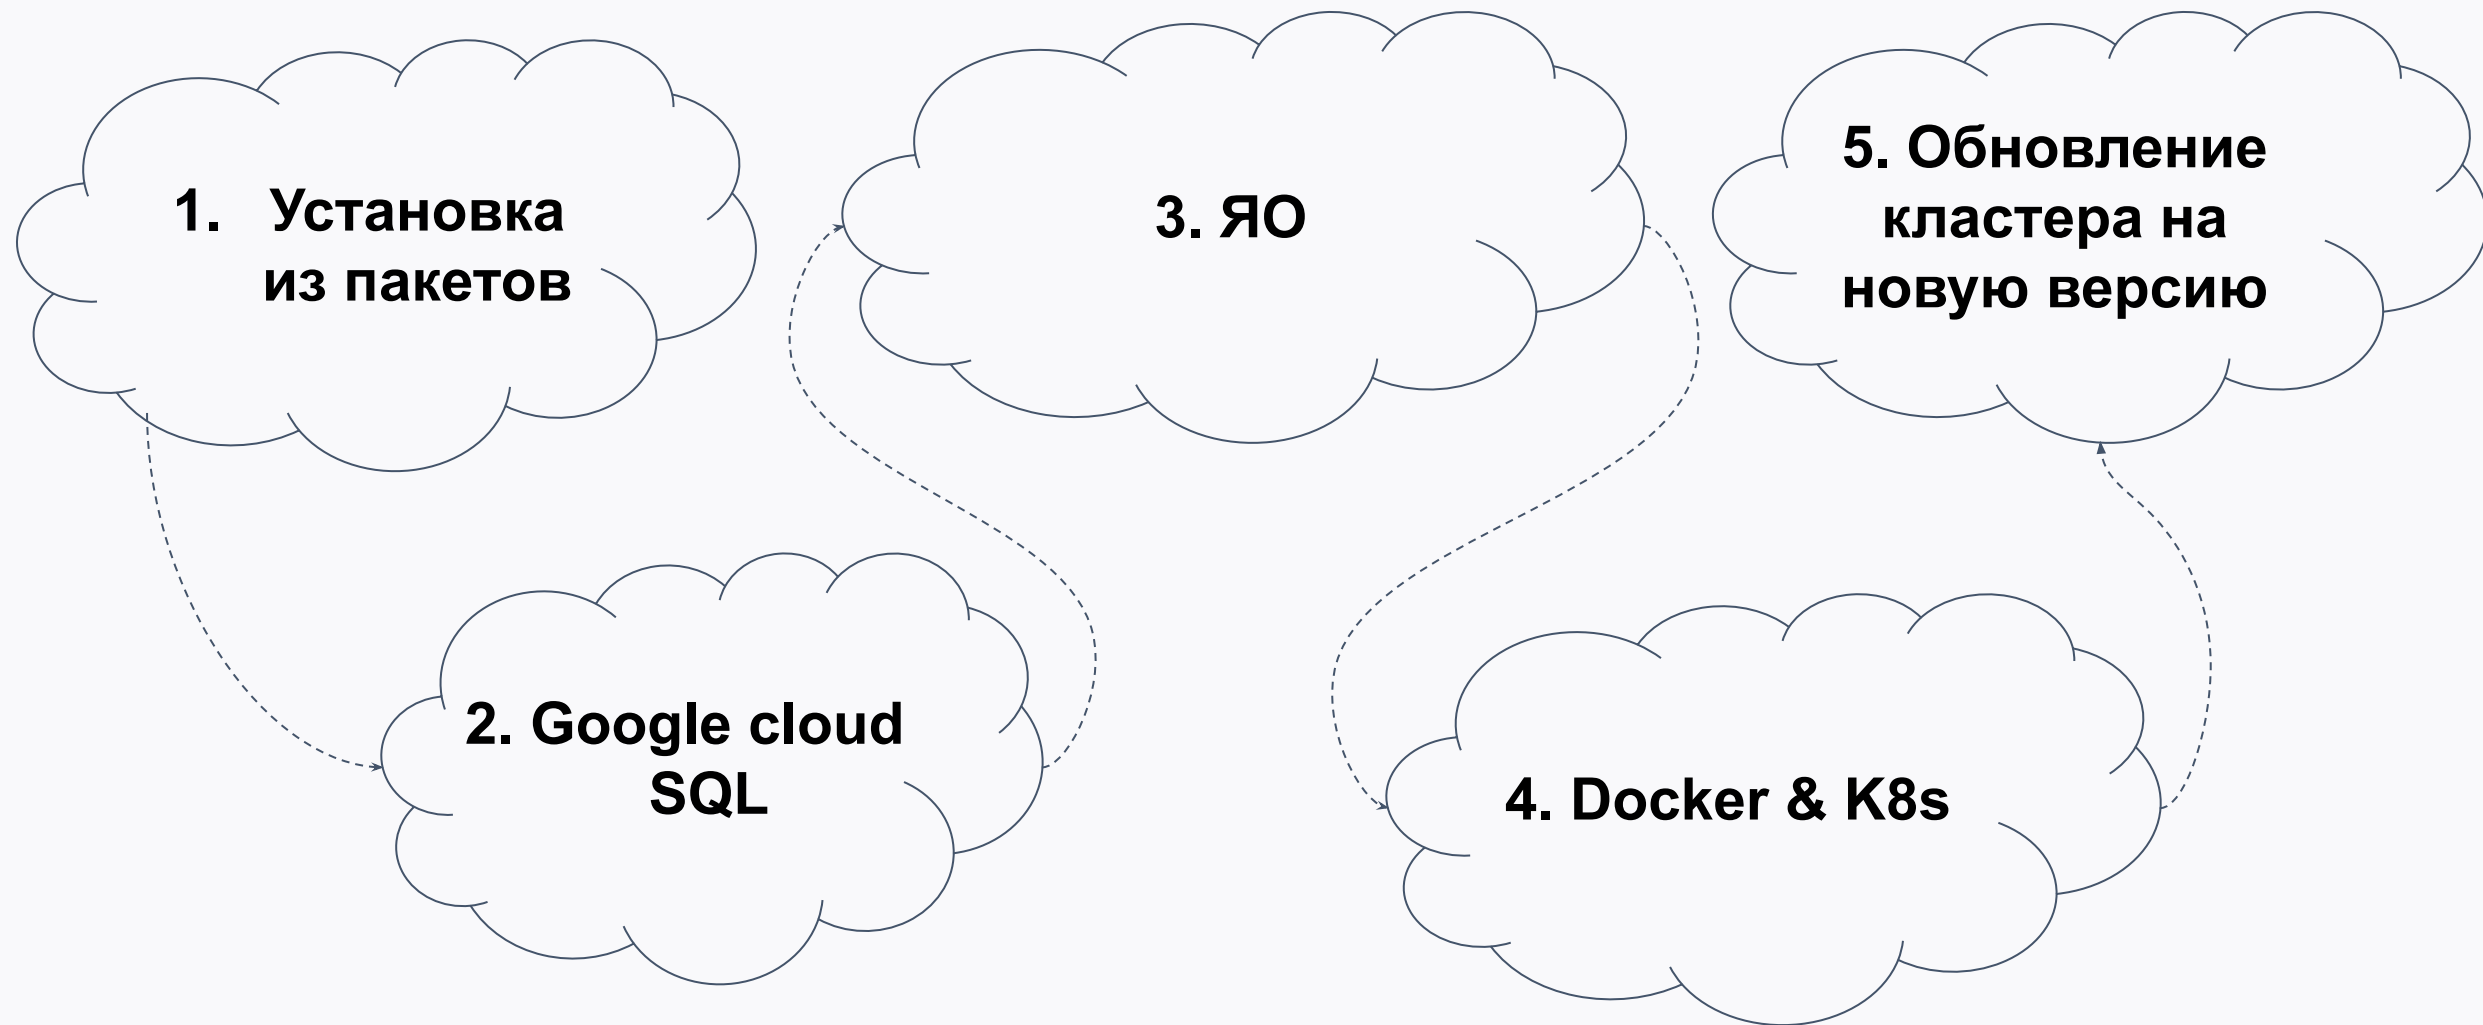 1. Установка
из пакетов
2. Google cloud
SQL
3. ЯО
4. Docker & K8s
5. Обновление
кластера на
новую версию